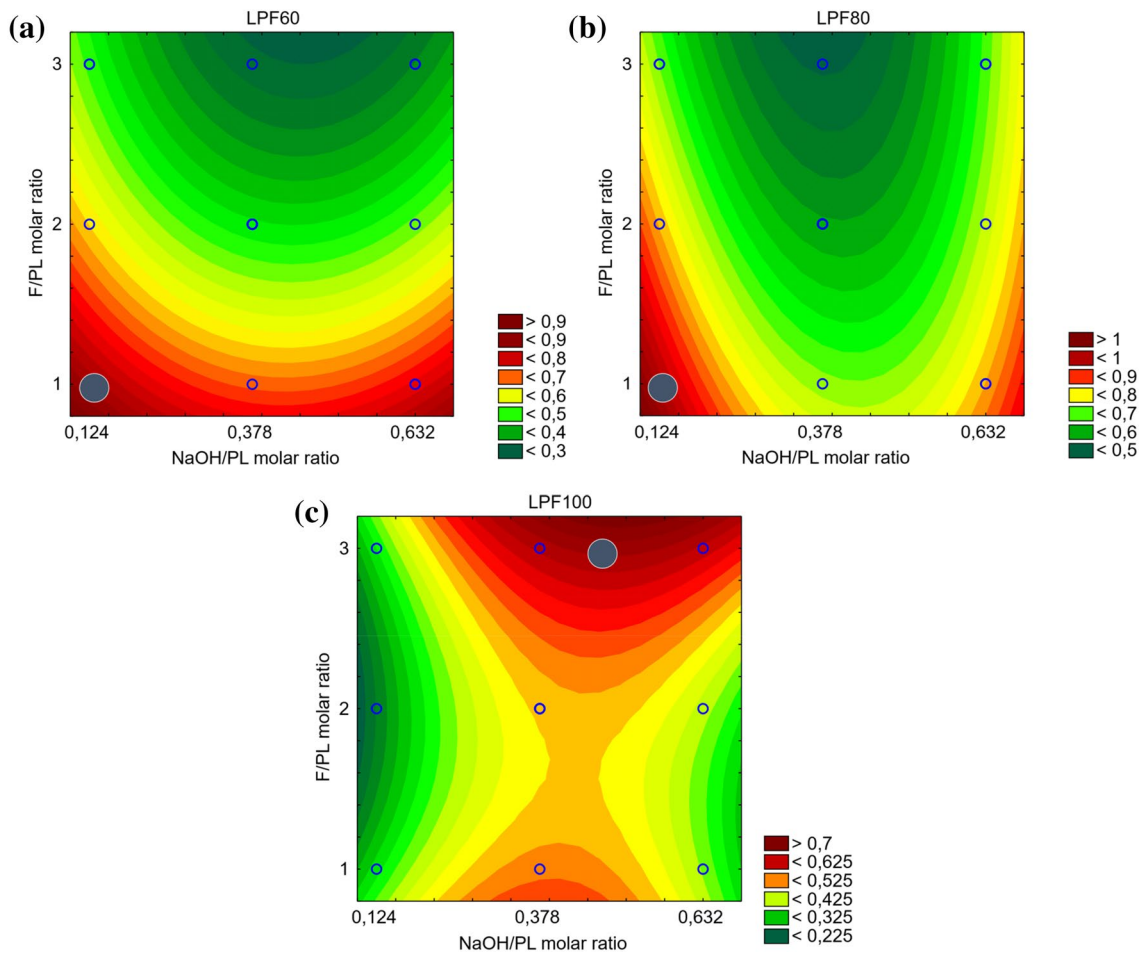 (a)
LPF60
F/PL molar ratio
3
2
1
0,124 0,378 0,632
NaOH/PL molar ratio
> 0,9
< 0,9
< 0,8
< 0,7
< 0,6
< 0,5
< 0,4
< 0,3
(b)
LPF80
F/PL molar ratio
3
2
1
0,124 0,378 0,632
NaOH/PL molar ratio
> 1
< 1
< 0,9
< 0,8
< 0,7
< 0,6
< 0,5
(c)
LPF100
F/PL molar ratio
3
2
1
0,124 0,378 0,632
NaOH/PL molar ratio
> 0,7
< 0,625
< 0,525
< 0,425
< 0,325
< 0,225